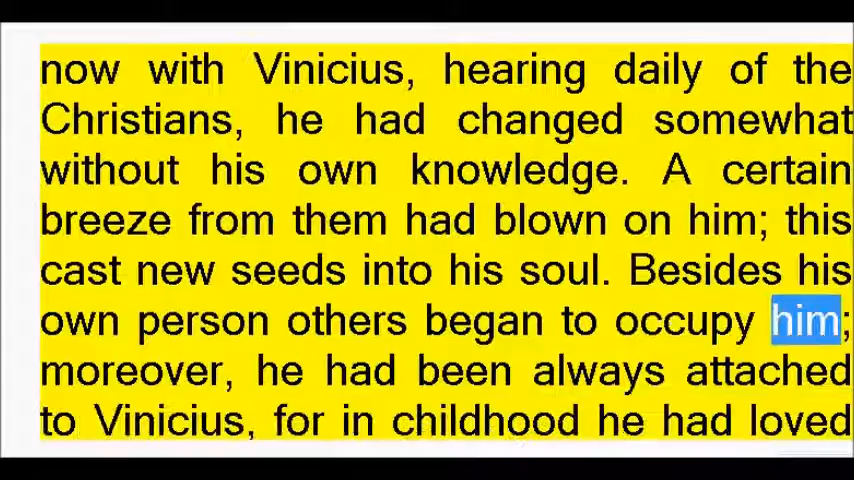 now with Vinicius, hearing daily of the
Christians, he had changed somewhat
without his own knowledge. A certain
breeze from them had blown on him; this
cast new seeds into his soul. Besides his
own person others began to occupy him;
moreover, he had been always attached
to Vinicius, for in childhood he had loved